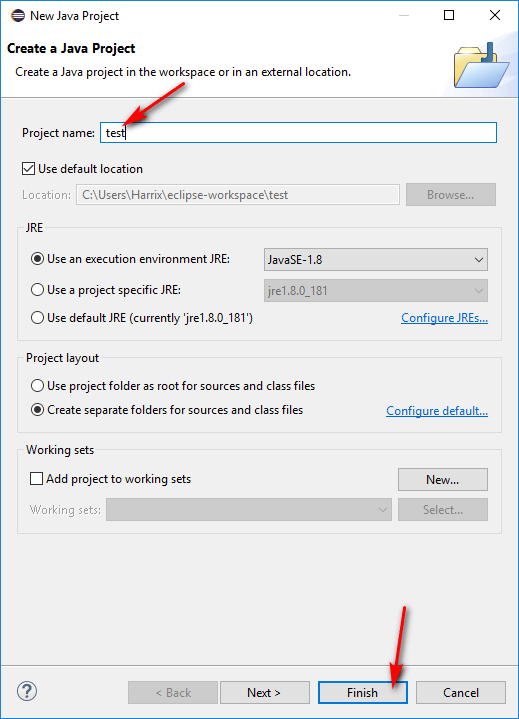 New Java Project
Create a Java Project
Create a Java project in the workspace or in an external location.
Project name: test
Use default location
Location: C:\Users\Harrix\eclipse-workspace\test Browse...
JRE
Use an execution environment JRE: JavaSE-1.8
Use a project specific JRE: jre1.8.0_181
Use default JRE (currently 'jre1.8.0_181') Configure JREs...
Project layout
Use project folder as root for sources and class files
Create separate folders for sources and class files Configure default...
Working sets
Add project to working sets New...
Working sets: Select...
? < Back Next > Finish Cancel